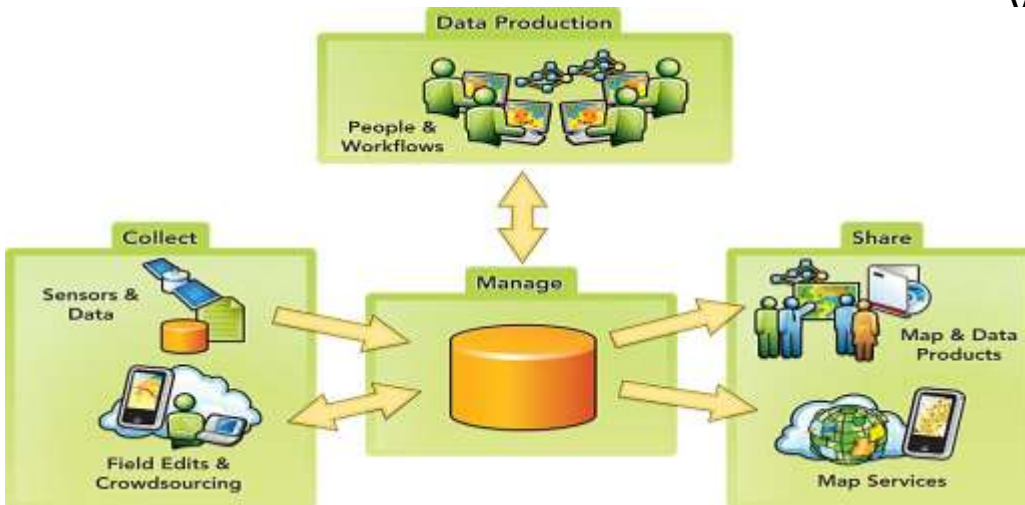 Data Production
People &
Workflows
Collect
Sensors &
Data
Field Edits &
Crowdsourcing
Manage
Share
Map & Data
Products
Map Services